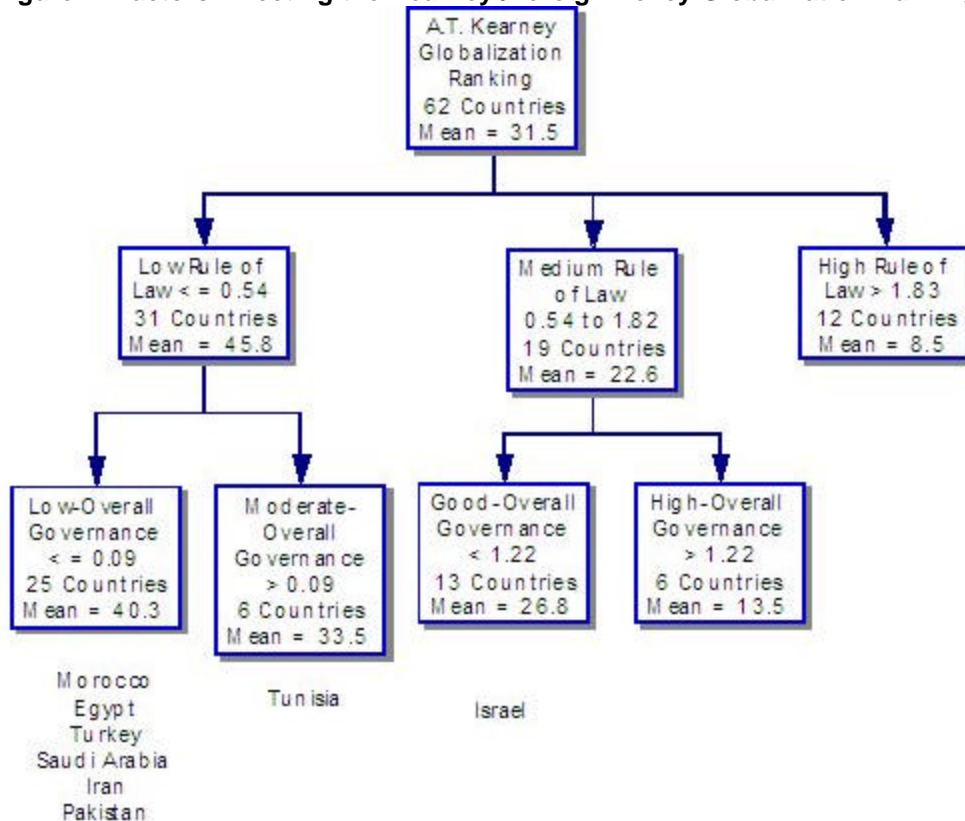 A.T. Kearney
Globalization
Ranking
62 Countries
Mean = 31.5
Low Rule of
Law < = 0.54
31 Countries
Mean = 45.8
Medium Rule
of Law
0.54 to 1.82
19 Countries
Mean = 22.6
High Rule of
Law > 1.83
12 Countries
Mean = 8.5
Low-Overall
Governance
< = 0.09
25 Countries
Mean = 40.3
Moderate-
Overall
Governance
> 0.09
6 Countries
Mean = 33.5
Good-Overall
Governance
< 1.22
13 Countries
Mean = 26.8
High-Overall
Governance
> 1.22
6 Countries
Mean = 13.5
Morocco
Egypt
Turkey
Saudi Arabia
Iran
Pakistan
Tunisia
Israel